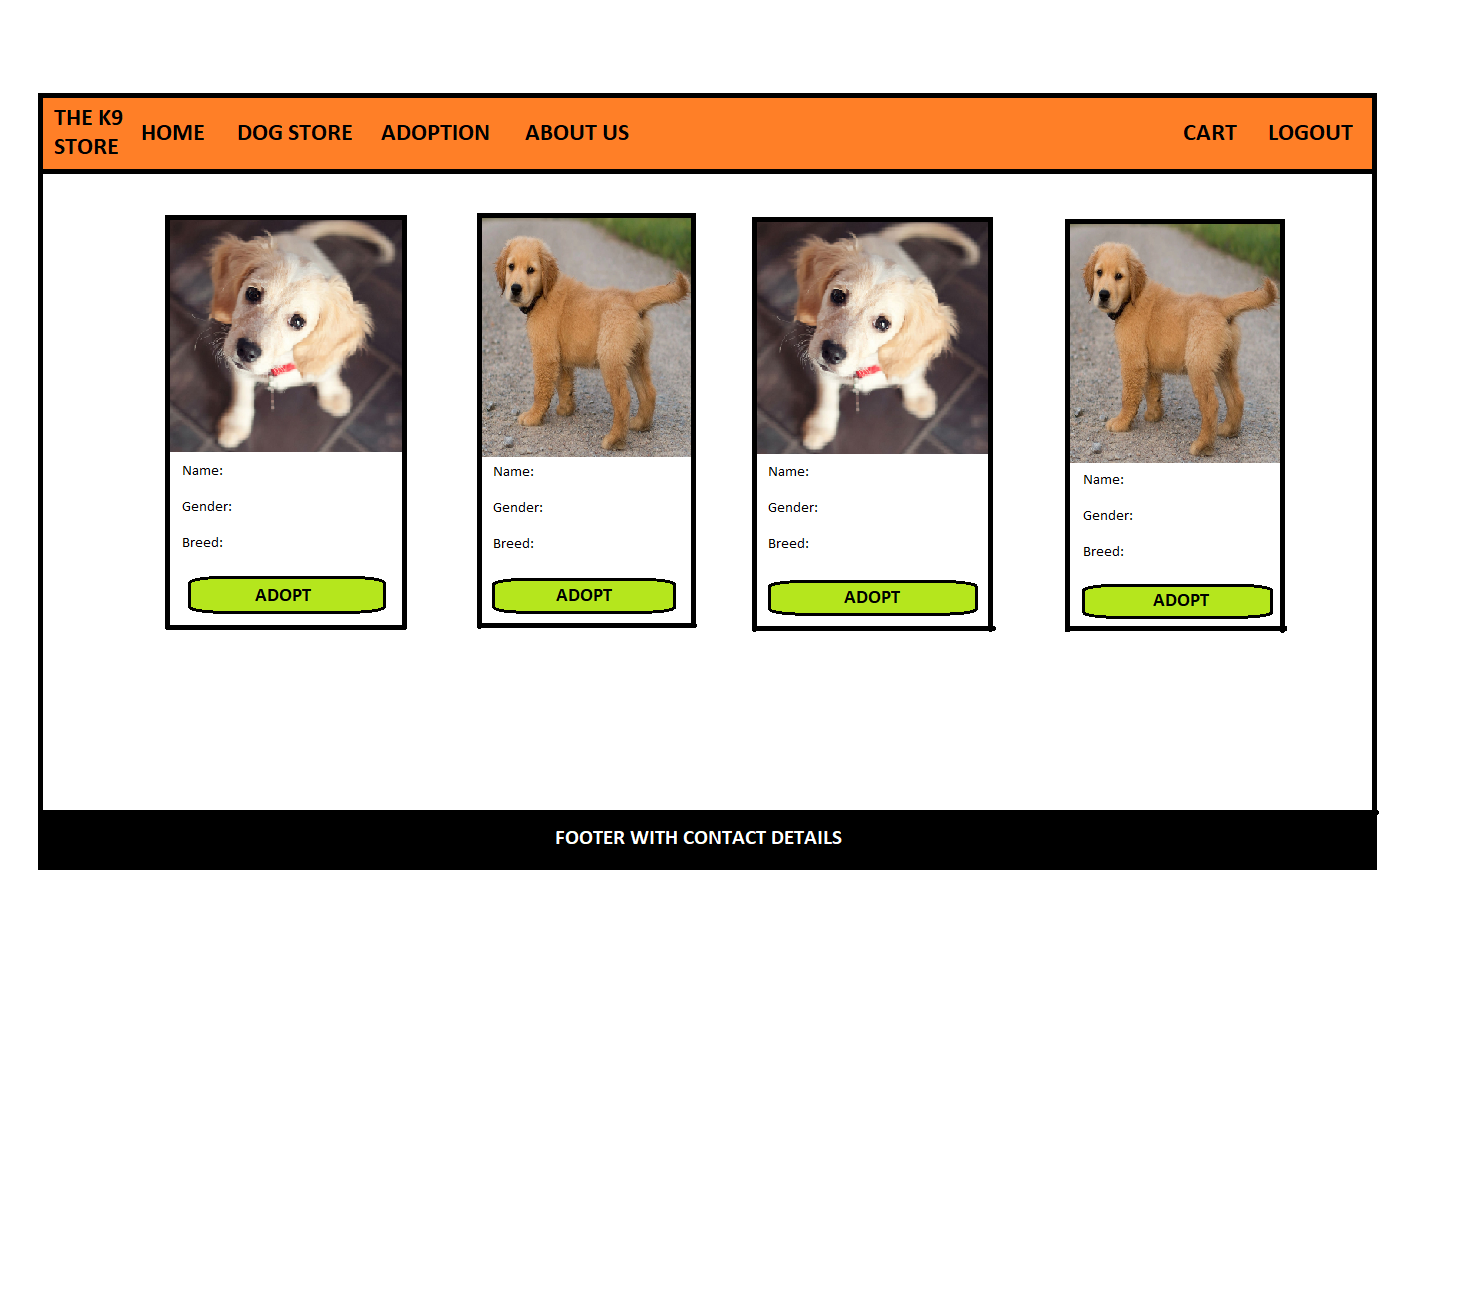 THE K9
STORE
HOME
DOG STORE
ADOPTION
ABOUT US
CART
LOGOUT
Name:
Gender:
Breed:
ADOPT
Name:
Gender:
Breed:
ADOPT
Name:
Gender:
Breed:
ADOPT
Name:
Gender:
Breed:
ADOPT
FOOTER WITH CONTACT DETAILS